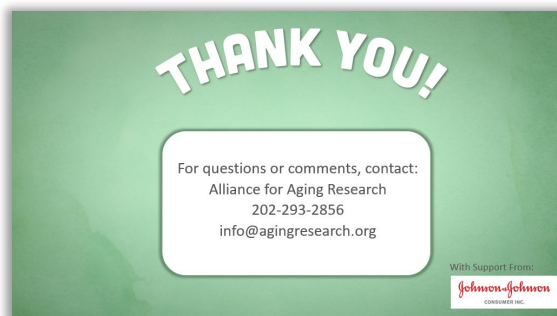 THANK YOU!
For questions or comments, contact:
Alliance for Aging Research
202-293-2856
info@agingresearch.org
With Support From:
Johnson&Johnson
CONSUMER INC.